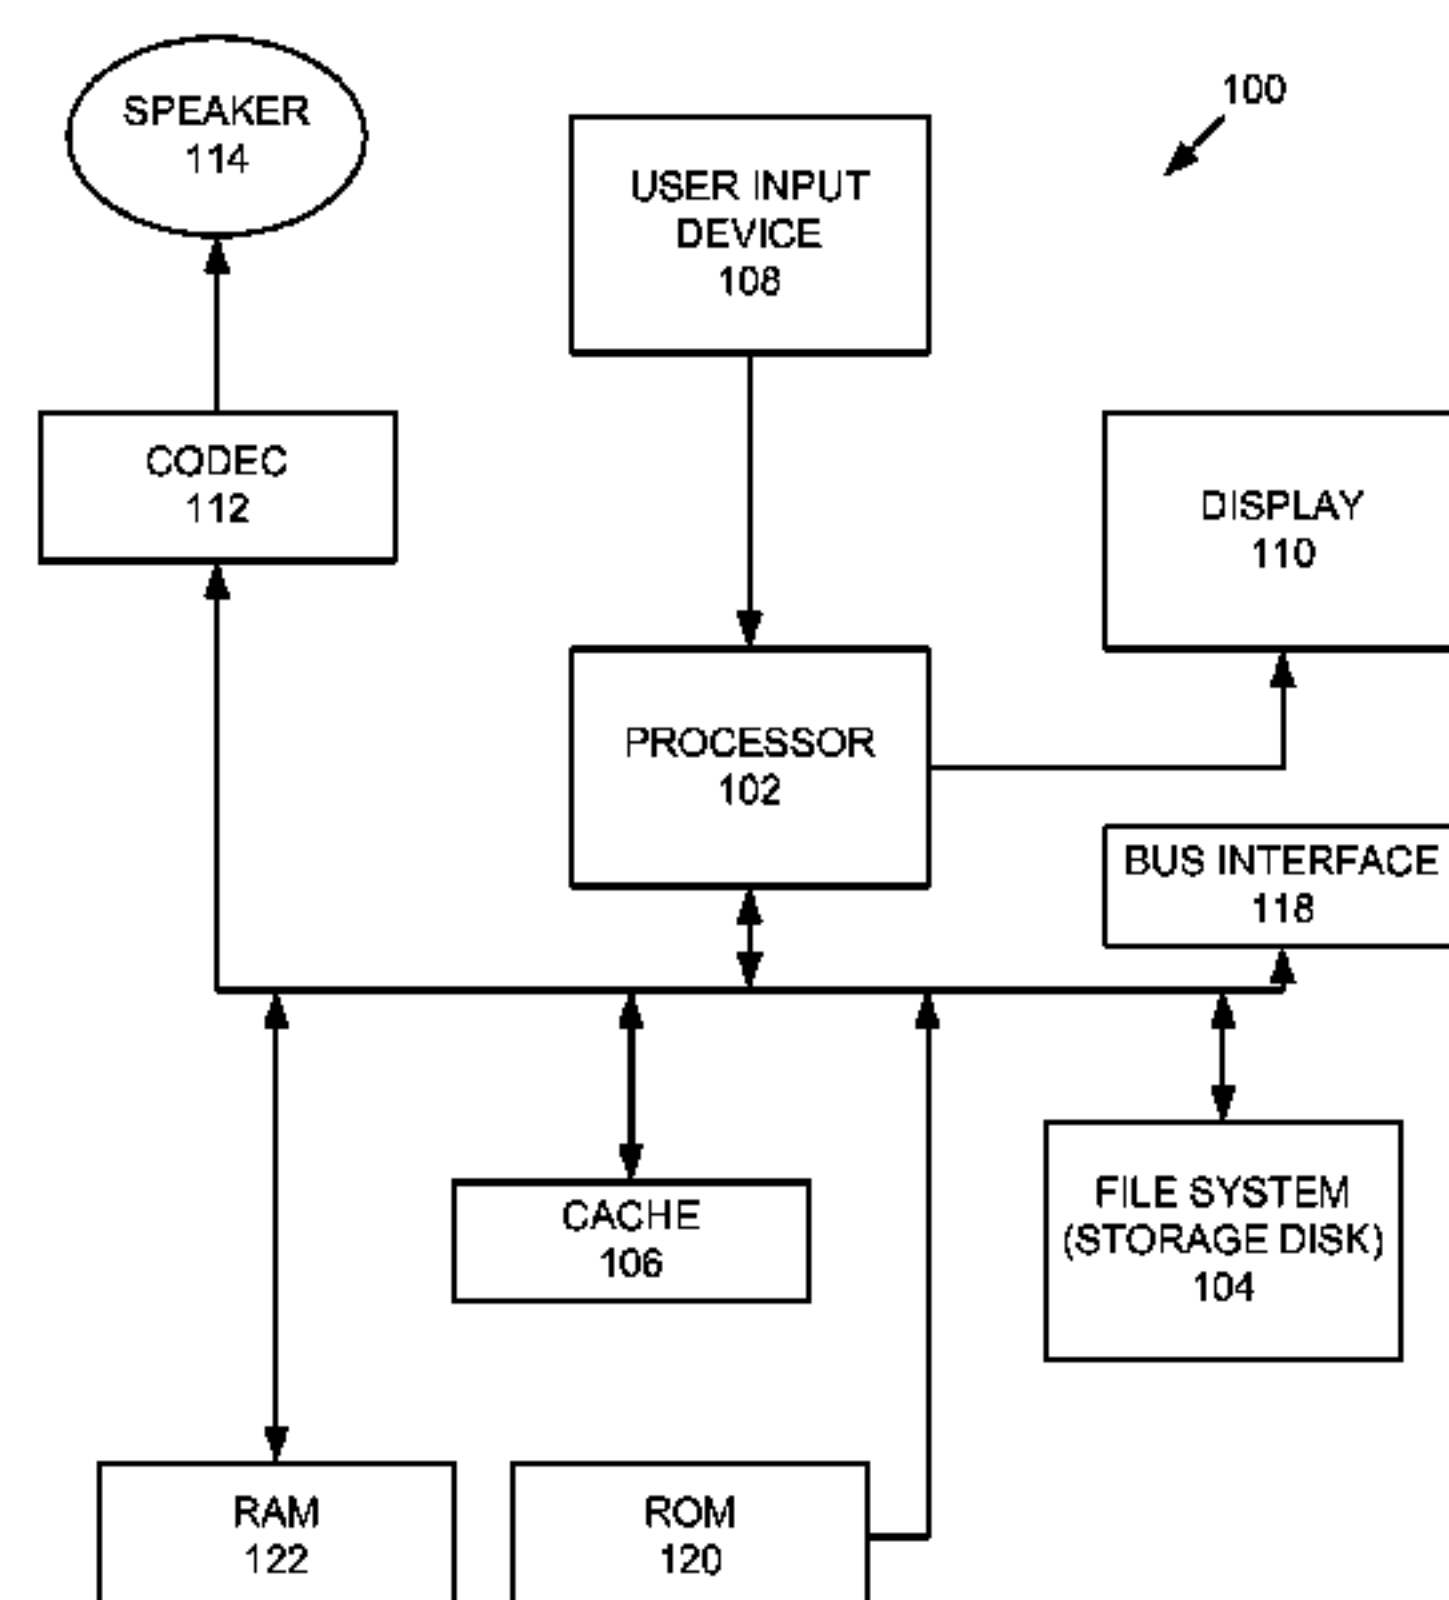 SPEAKER
114
100
USER INPUT
DEVICE
108
CODEC
112
DISPLAY
110
PROCESSOR
102
BUS INTERFACE
118
CACHE
106
FILE SYSTEM
(STORAGE DISK)
104
RAM
122
ROM
120